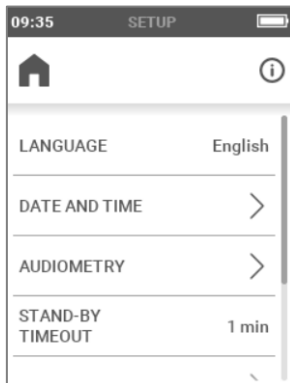 09:35 SETUP
LANGUAGE English
DATE AND TIME
AUDIOMETRY
STAND-BY
TIMEOUT 1 min